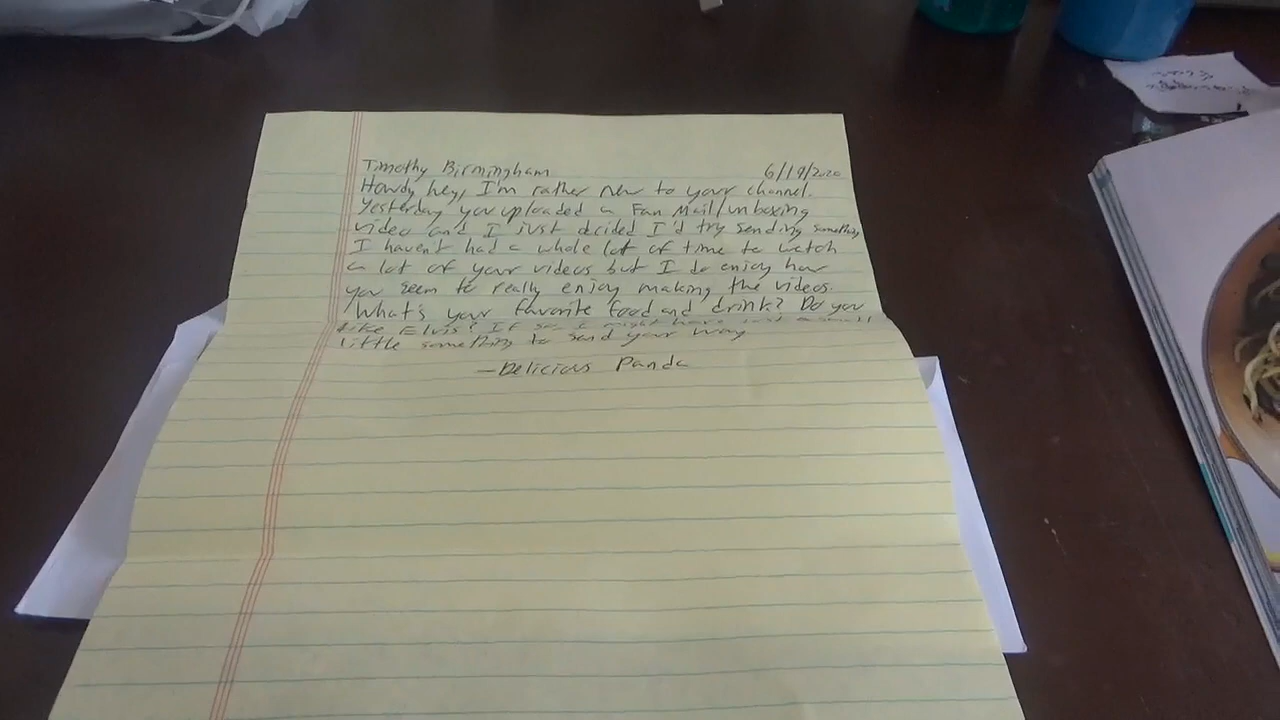 Timothy Birmingham 6/19/2020
Howdy hey, I'm rather new to your channel.
Yesterday you uploaded a Fan Mail/unboxing
video and I just decided I'd try sending something
I haven't had a whole lot of time to watch
a lot of your videos but I do enjoy how
you seem to really enjoy making the videos.
What's your favorite food and drink? Do you
like Elvis? If so, I might have just a small
little something to send your way
-Delicious Panda